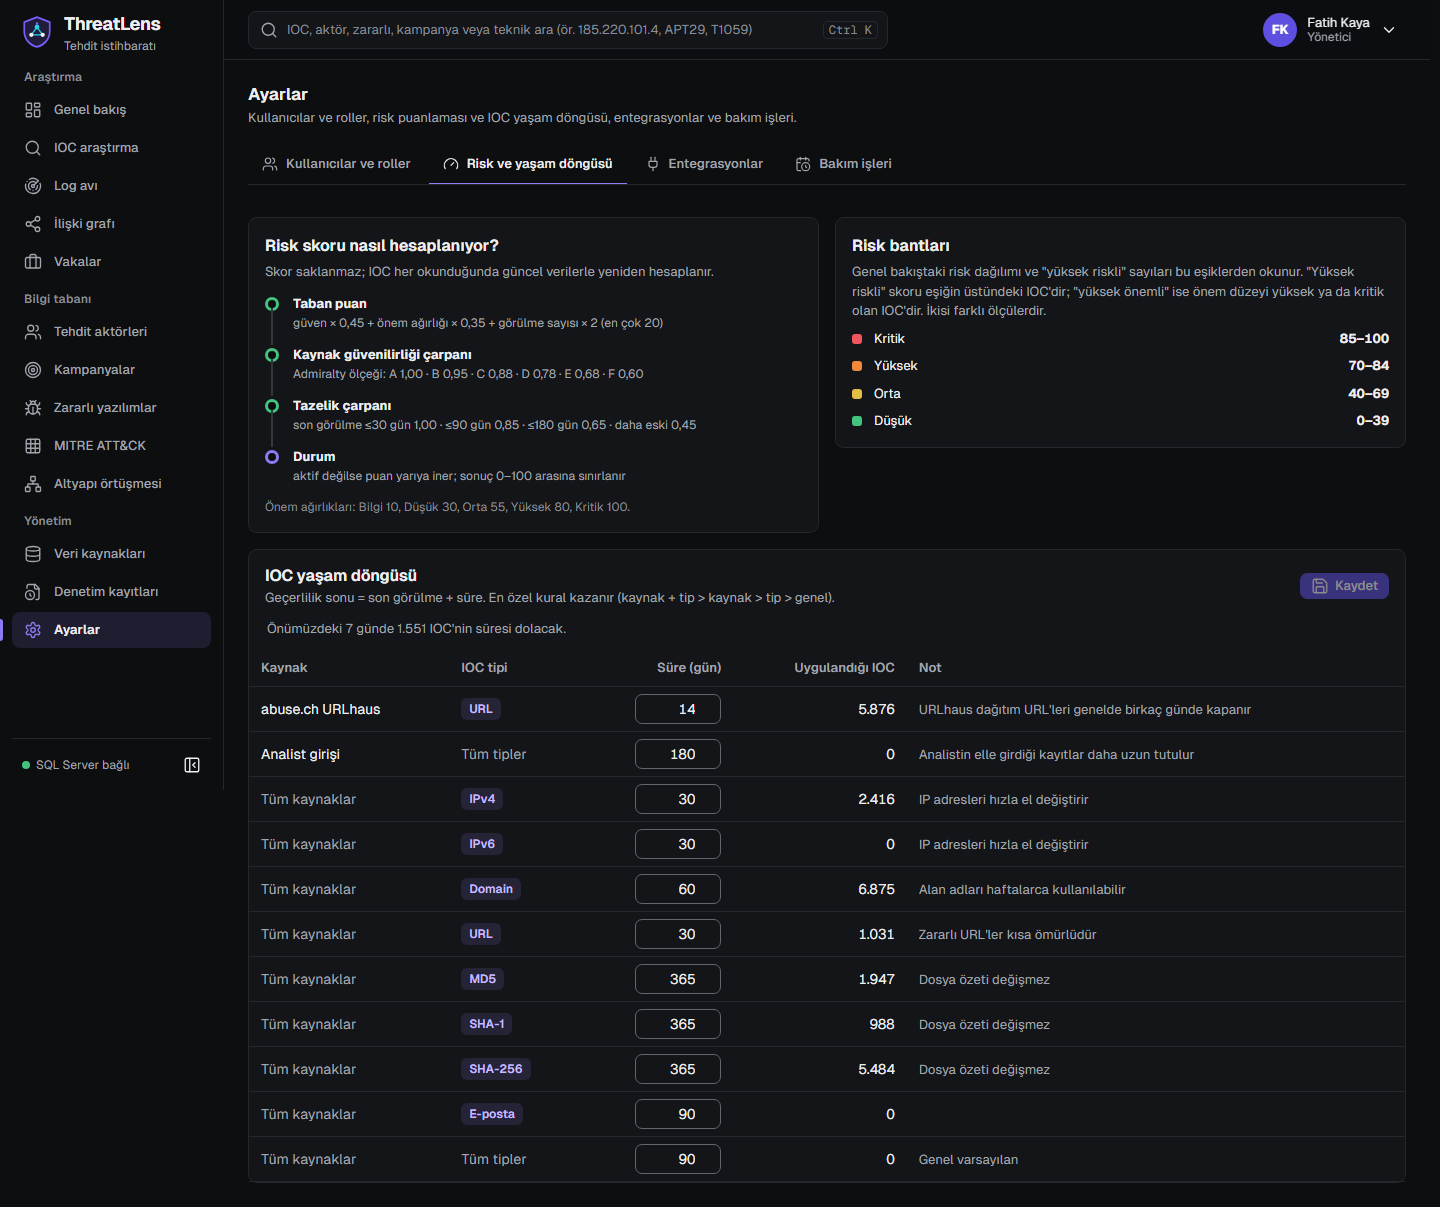 ThreatLens
Tehdit istihbaratı
IOC, aktör, zararlı, kampanya veya teknik ara (ör. 185.220.101.4, APT29, T1059)
Ctrl K
FK
Fatih Kaya
Yönetici
Araştırma
Genel bakış
IOC araştırma
Log avı
İlişki grafı
Vakalar
Bilgi tabanı
Tehdit aktörleri
Kampanyalar
Zararlı yazılımlar
MITRE ATT&CK
Altyapı örtüşmesi
Yönetim
Veri kaynakları
Denetim kayıtları
Ayarlar
SQL Server bağlı
Ayarlar
Kullanıcılar ve roller, risk puanlaması ve IOC yaşam döngüsü, entegrasyonlar ve bakım işleri.
Kullanıcılar ve roller
Risk ve yaşam döngüsü
Entegrasyonlar
Bakım işleri
Risk skoru nasıl hesaplanıyor?
Skor saklanmaz; IOC her okunduğunda güncel verilerle yeniden hesaplanır.
Taban puan
güven × 0,45 + önem ağırlığı × 0,35 + görülme sayısı × 2 (en çok 20)
Kaynak güvenilirliği çarpanı
Admiralty ölçeği: A 1,00 · B 0,95 · C 0,88 · D 0,78 · E 0,68 · F 0,60
Tazelik çarpanı
son görülme ≤30 gün 1,00 · ≤90 gün 0,85 · ≤180 gün 0,65 · daha eski 0,45
Durum
aktif değilse puan yarıya iner; sonuç 0–100 arasına sınırlanır
Önem ağırlıkları: Bilgi 10, Düşük 30, Orta 55, Yüksek 80, Kritik 100.
Risk bantları
Genel bakıştaki risk dağılımı ve "yüksek riskli" sayıları bu eşiklerden okunur. "Yüksek
riskli" skoru eşiğin üstündeki IOC'dir; "yüksek önemli" ise önem düzeyi yüksek ya da kritik
olan IOC'dir. İkisi farklı ölçülerdir.
Kritik 85–100
Yüksek 70–84
Orta 40–69
Düşük 0–39
IOC yaşam döngüsü
Geçerlilik sonu = son görülme + süre. En özel kural kazanır (kaynak + tip > kaynak > tip > genel).
Kaydet
Önümüzdeki 7 günde 1.551 IOC'nin süresi dolacak.
Kaynak IOC tipi Süre (gün) Uygulandığı IOC Not
abuse.ch URLhaus URL 14 5.876 URLhaus dağıtım URL'leri genelde birkaç günde kapanır
Analist girişi Tüm tipler 180 0 Analistin elle girdiği kayıtlar daha uzun tutulur
Tüm kaynaklar IPv4 30 2.416 IP adresleri hızla el değiştirir
Tüm kaynaklar IPv6 30 0 IP adresleri hızla el değiştirir
Tüm kaynaklar Domain 60 6.875 Alan adları haftalarca kullanılabilir
Tüm kaynaklar URL 30 1.031 Zararlı URL'ler kısa ömürlüdür
Tüm kaynaklar MD5 365 1.947 Dosya özeti değişmez
Tüm kaynaklar SHA-1 365 988 Dosya özeti değişmez
Tüm kaynaklar SHA-256 365 5.484 Dosya özeti değişmez
Tüm kaynaklar E-posta 90 0
Tüm kaynaklar Tüm tipler 90 0 Genel varsayılan